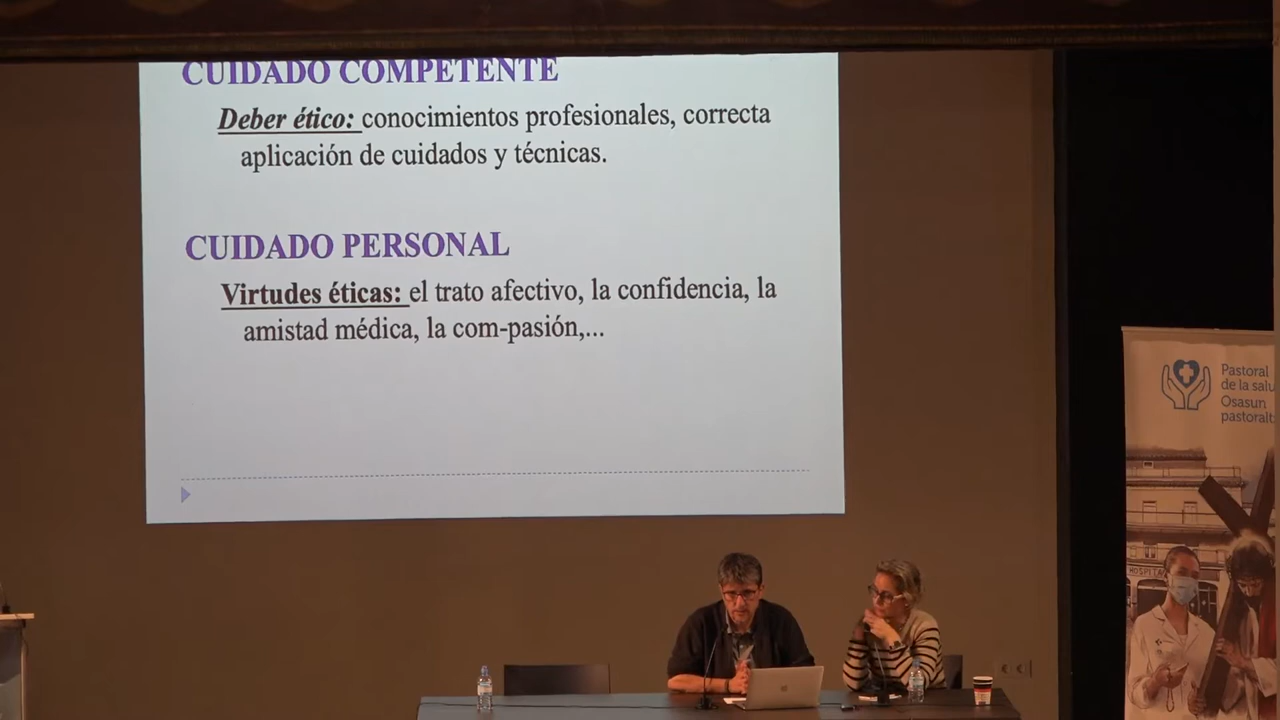 CUIDADO COMPETENTE
Deber ético: conocimientos profesionales, correcta
aplicación de cuidados y técnicas.
CUIDADO PERSONAL
Virtudes éticas: el trato afectivo, la confidencia, la
amistad médica, la com-pasión,...
Pastoral
de la salu
Osasun
pastoralt
HOSPITA